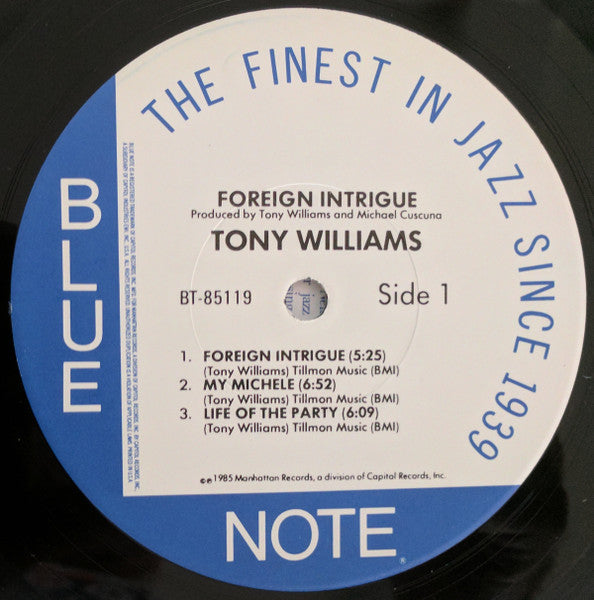 THE FINEST IN JAZZ SINCE 1939
BLUE
FOREIGN INTRIGUE
Produced by Tony Williams and Michael Cuscuna
TONY WILLIAMS
BT-85119
Side 1
jazz
1. FOREIGN INTRIGUE (5:25)
(Tony Williams) Tillmon Music (BMI)
2. MY MICHELE (6:52)
(Tony Williams) Tillmon Music (BMI)
3. LIFE OF THE PARTY (6:09)
(Tony Williams) Tillmon Music (BMI)
©℗1985 Manhattan Records, a division of Capitol Records, Inc.
NOTE®